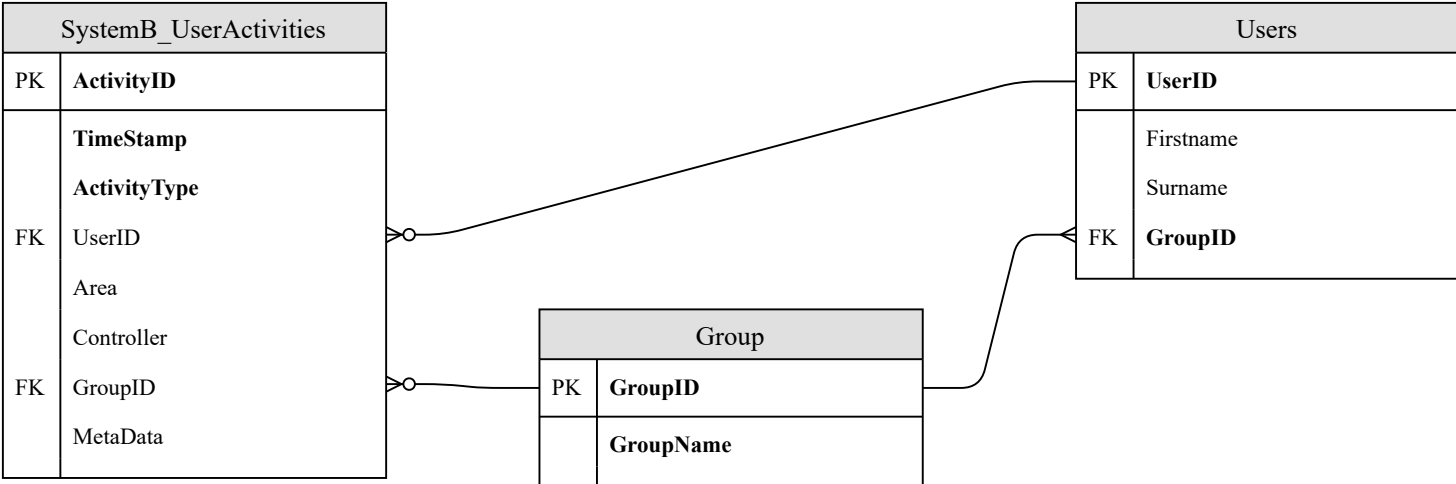 SystemB_UserActivities
PK ActivityID
TimeStamp
ActivityType
FK UserID
Area
Controller
FK GroupID
MetaData
Group
PK GroupID
GroupName
Users
PK UserID
Firstname
Surname
FK GroupID